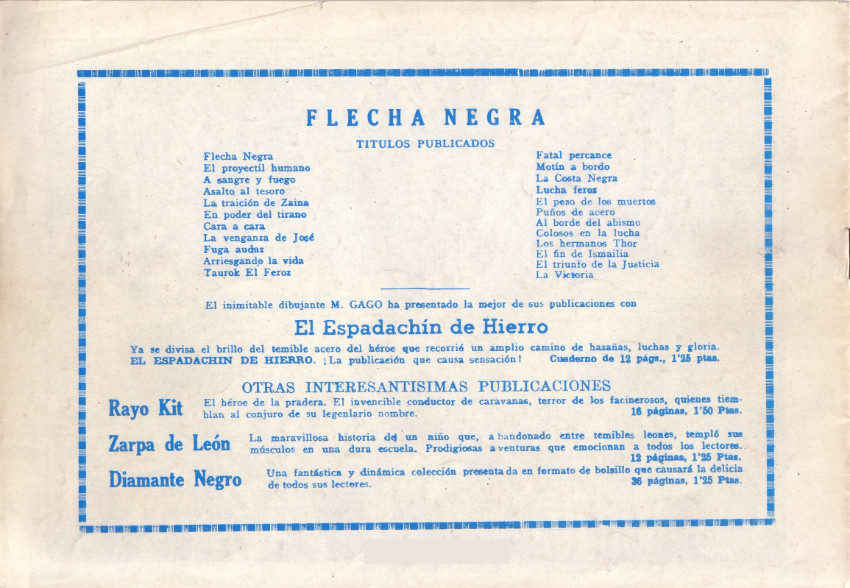 FLECHA NEGRA
TITULOS PUBLICADOS
Flecha Negra
El proyectil humano
A sangre y fuego
Asalto al tesoro
La traición de Zaina
En poder del tirano
Cara a cara
La venganza de José
Fuga audaz
Arriesgando la vida
Taurok El Feroz
Fatal percance
Motín a bordo
La Costa Negra
Lucha feroz
El pezo de los muertos
Puños de acero
Al borde del abismo
Colosos en la lucha
Los hermanos Thor
El fin de Ismailia
El triunfo de la Justicia
La Victoria
El inimitable dibujante M. GAGO ha presentado la mejor de sus publicaciones con
El Espadachín de Hierro
Ya se divisa el brillo del temible acero del héroe que recorrió un amplio camino de hazañas, luchas y gloria.
EL ESPADACHIN DE HIERRO. ¡La publicación que causa sensación! Cuaderno de 12 págs., 1'25 ptas.
OTRAS INTERESANTISIMAS PUBLICACIONES
Rayo Kit
El héroe de la pradera. El invencible conductor de caravanas, terror de los facinerosos, quienes tiem-
blan al conjuro de su legenlario nombre. 16 páginas, 1'50 Ptas.
Zarpa de León
La maravillosa historia de un niño que, abandonado entre temibles leones, templó sus
músculos en una dura escuela. Prodigiosas aventuras que emocionan a todos los lectores.
12 páginas, 1'25 Ptas.
Diamante Negro
Una fantástica y dinámica colección presentada en formato de bolsillo que causará la delicia
de todos sus lectores. 36 páginas, 1'25 Ptas.